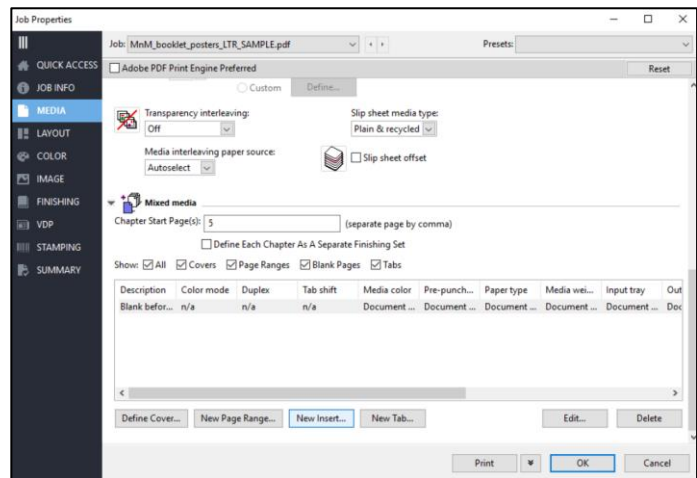 Job Properties
Job: MnM_booklet_posters_LTR_SAMPLE.pdf Presets:
QUICK ACCESS
JOB INFO
MEDIA
LAYOUT
COLOR
IMAGE
FINISHING
VDP
STAMPING
SUMMARY
Adobe PDF Print Engine Preferred Reset
Custom Define...
Transparency interleaving: Slip sheet media type:
Off Plain & recycled
Media interleaving paper source: Slip sheet offset
Autoselect
Mixed media
Chapter Start Page(s): 5 (separate page by comma)
Define Each Chapter As A Separate Finishing Set
Show: All Covers Page Ranges Blank Pages Tabs
Description Color mode Duplex Tab shift Media color Pre-punch... Paper type Media wei... Input tray Out
Blank befor... n/a n/a n/a Document ... Document ... Document ... Document ... Document ... Doc
Define Cover... New Page Range... New Insert... New Tab... Edit... Delete
Print OK Cancel